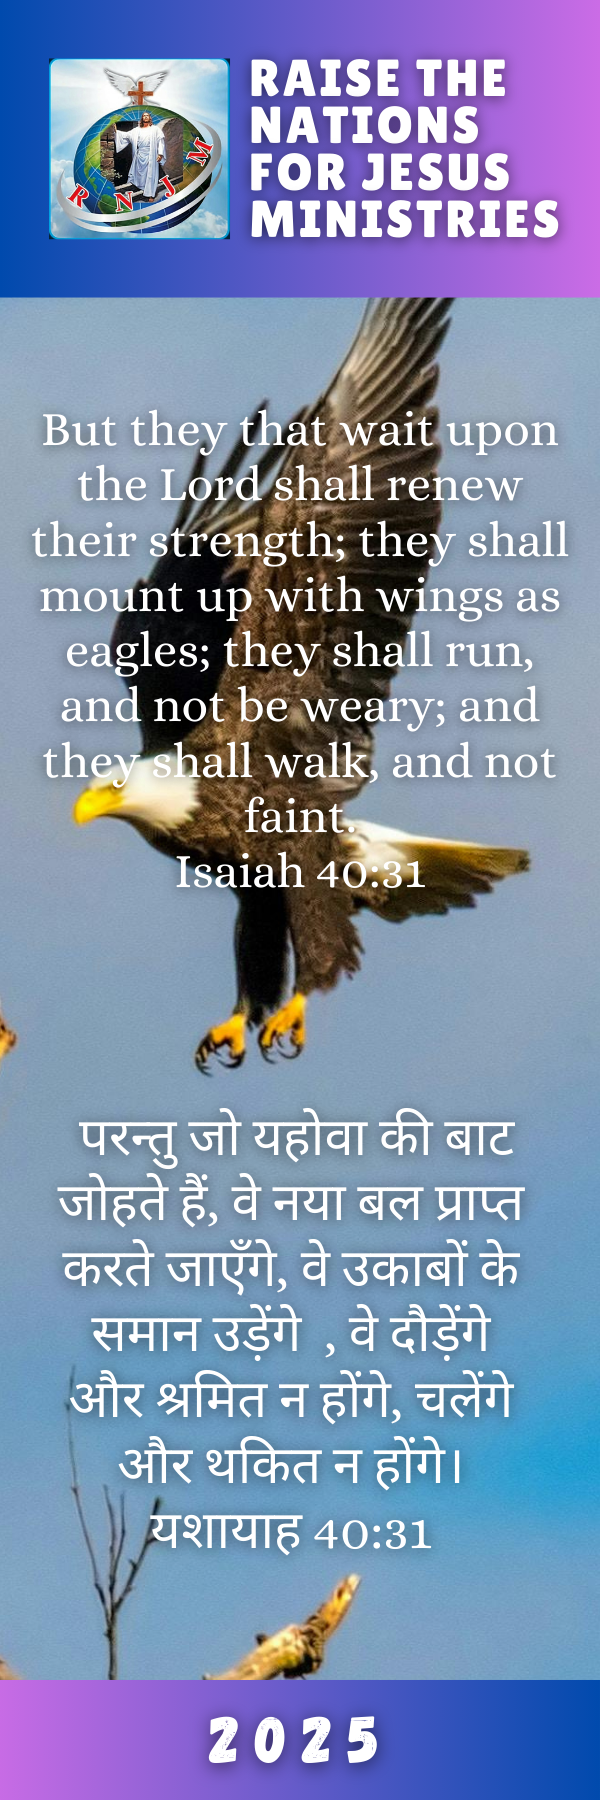 R N J M
RAISE THE
NATIONS
FOR JESUS
MINISTRIES
But they that wait upon
the Lord shall renew
their strength; they shall
mount up with wings as
eagles; they shall run,
and not be weary; and
they shall walk, and not
faint.
Isaiah 40:31
परन्तु जो यहोवा की बाट
जोहते हैं, वे नया बल प्राप्त
करते जाएँगे, वे उकाबों के
समान उड़ेंगे  , वे दौड़ेंगे
और श्रमित न होंगे, चलेंगे
और थकित न होंगे।
यशायाह 40:31
2025